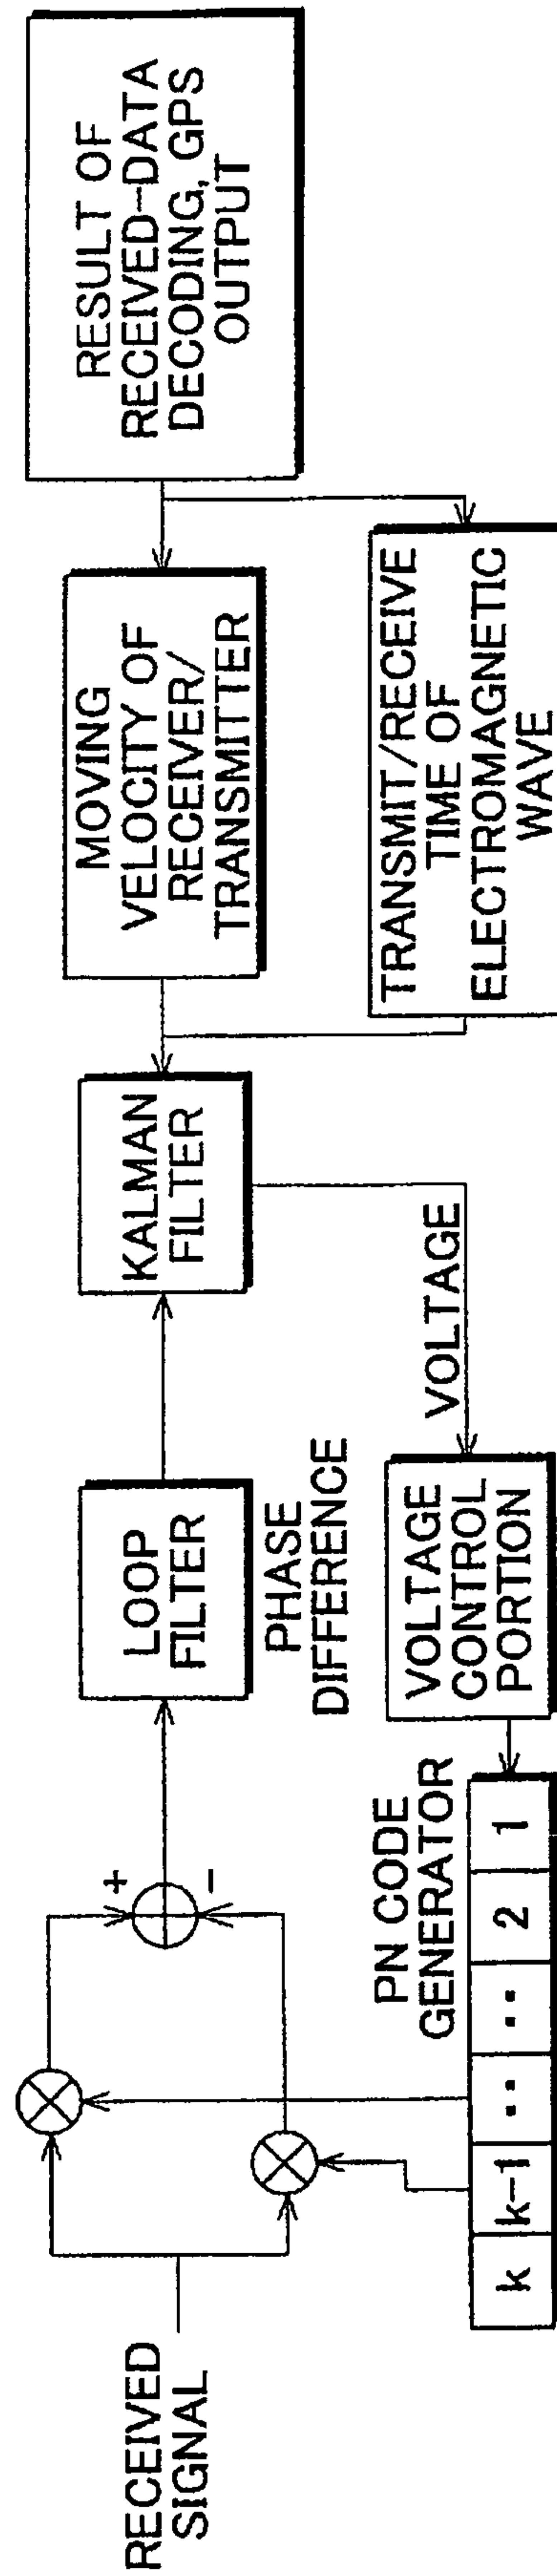 RECEIVED
SIGNAL
+
-
LOOP
FILTER
PHASE
DIFFERENCE
KALMAN
FILTER
MOVING
VELOCITY OF
RECEIVER/
TRANSMITTER
RESULT OF
RECEIVED-DATA
DECODING, GPS
OUTPUT
TRANSMIT/RECEIVE
TIME OF
ELECTROMAGNETIC
WAVE
VOLTAGE
VOLTAGE
CONTROL
PORTION
PN CODE
GENERATOR
k k-1 .. .. 2 1